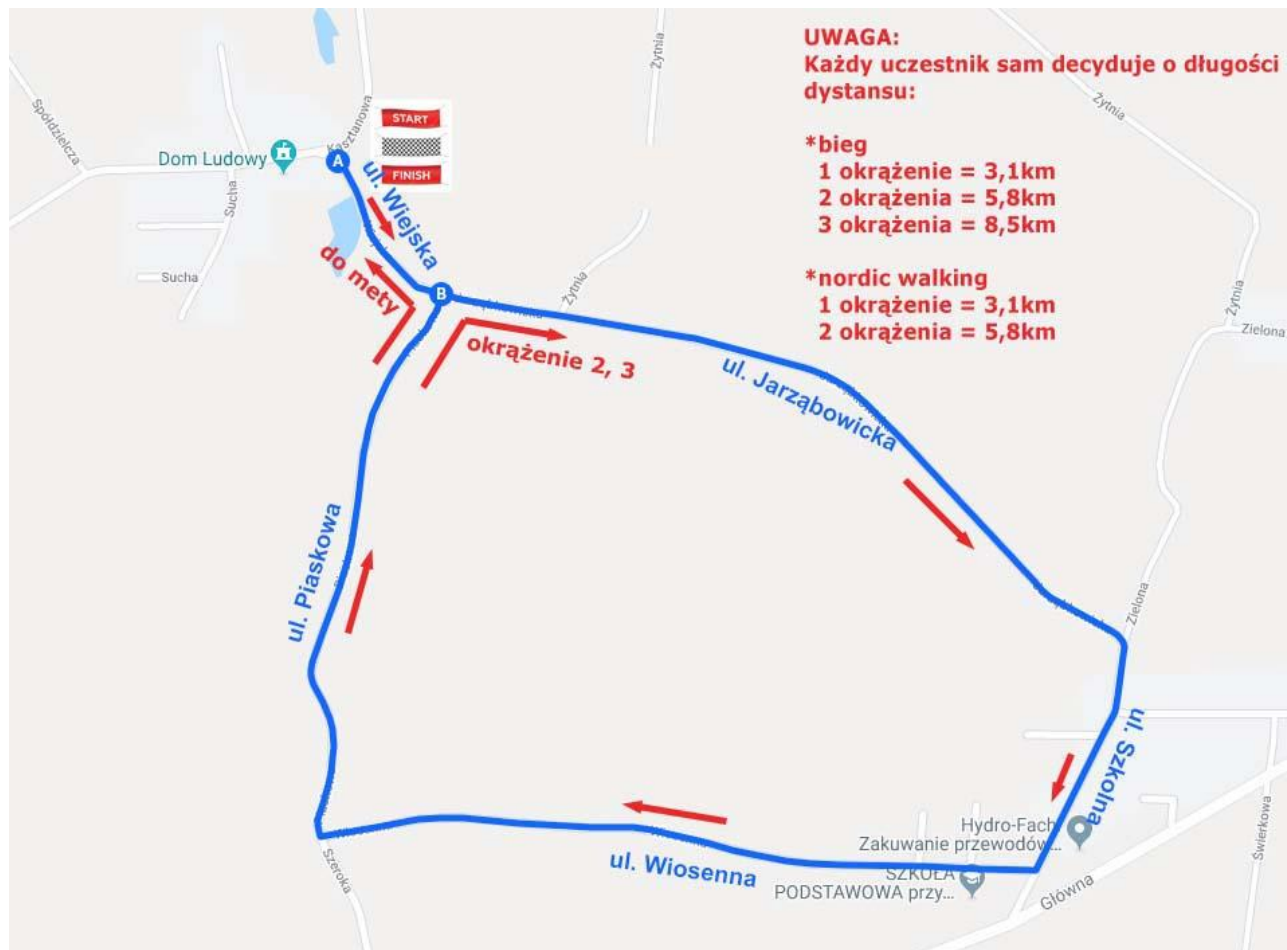 UWAGA:
Każdy uczestnik sam decyduje o długości
dystansu:
*bieg
1 okrążenie = 3,1km
2 okrążenia = 5,8km
3 okrążenia = 8,5km
*nordic walking
1 okrążenie = 3,1km
2 okrążenia = 5,8km
START
FINISH
Spółdzielcza
Dom Ludowy
Kasztanowa
A
ul. Wiejska
Sucha
Sucha
do mety
B
okrążenie 2, 3
Żytnia
Żytnia
Żytnia
Żytnia
Zielona
Zielona
ul. Jarząbowicka
ul. Piaskowa
ul. Szkolna
Hydro-Fach
Zakuwanie przewodów...
SZKOŁA
PODSTAWOWA przy...
Główna
Świerkowa
Wiosenna
ul. Wiosenna
Szeroka